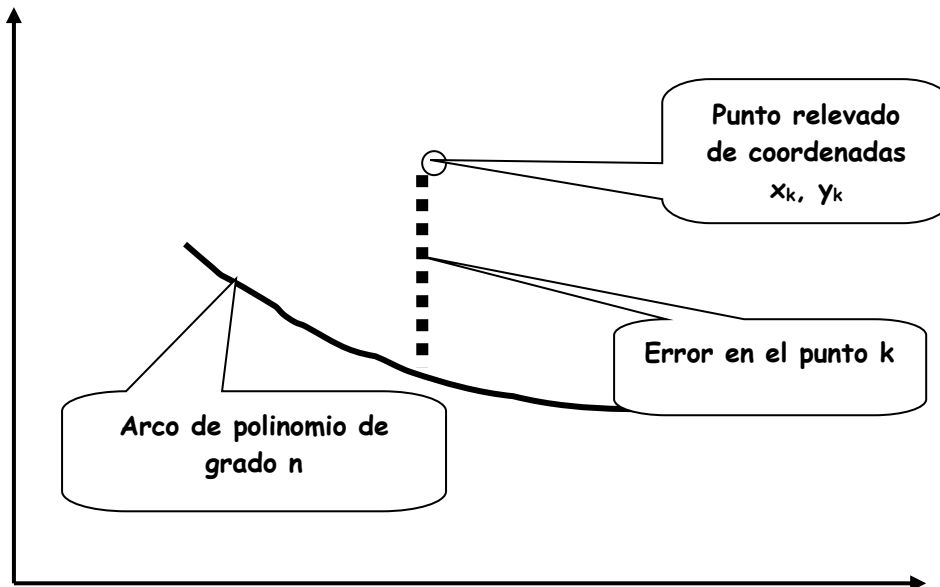 Punto relevado
de coordenadas
xₖ, yₖ
Error en el punto k
Arco de polinomio de
grado n